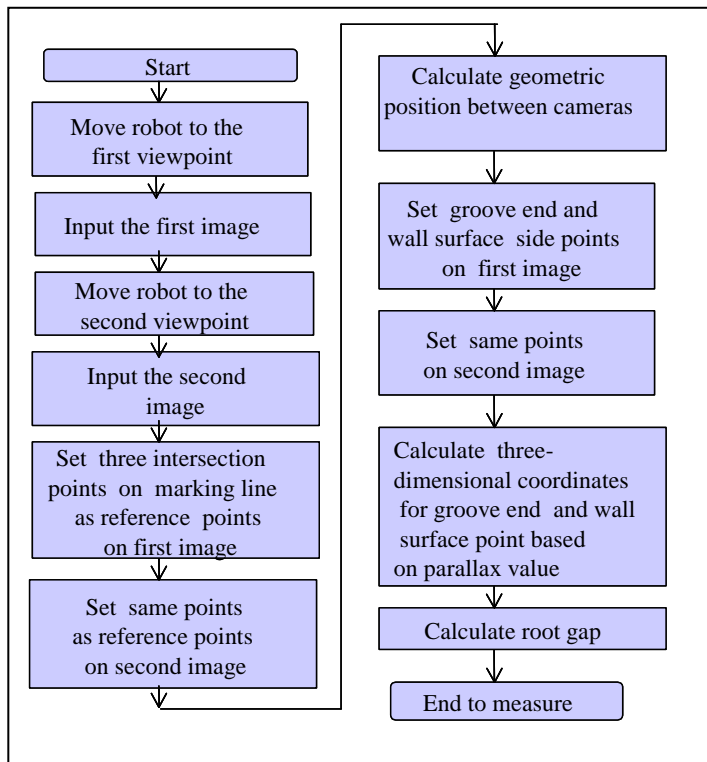 Start
Move robot to the
first viewpoint
Input the first image
Move robot to the
second viewpoint
Input the second
image
Set three intersection
points on marking line
as reference points
on first image
Set same points
as reference points
on second image
Calculate geometric
position between cameras
Set groove end and
wall surface side points
on first image
Set same points
on second image
Calculate three-
dimensional coordinates
for groove end and wall
surface point based
on parallax value
Calculate root gap
End to measure